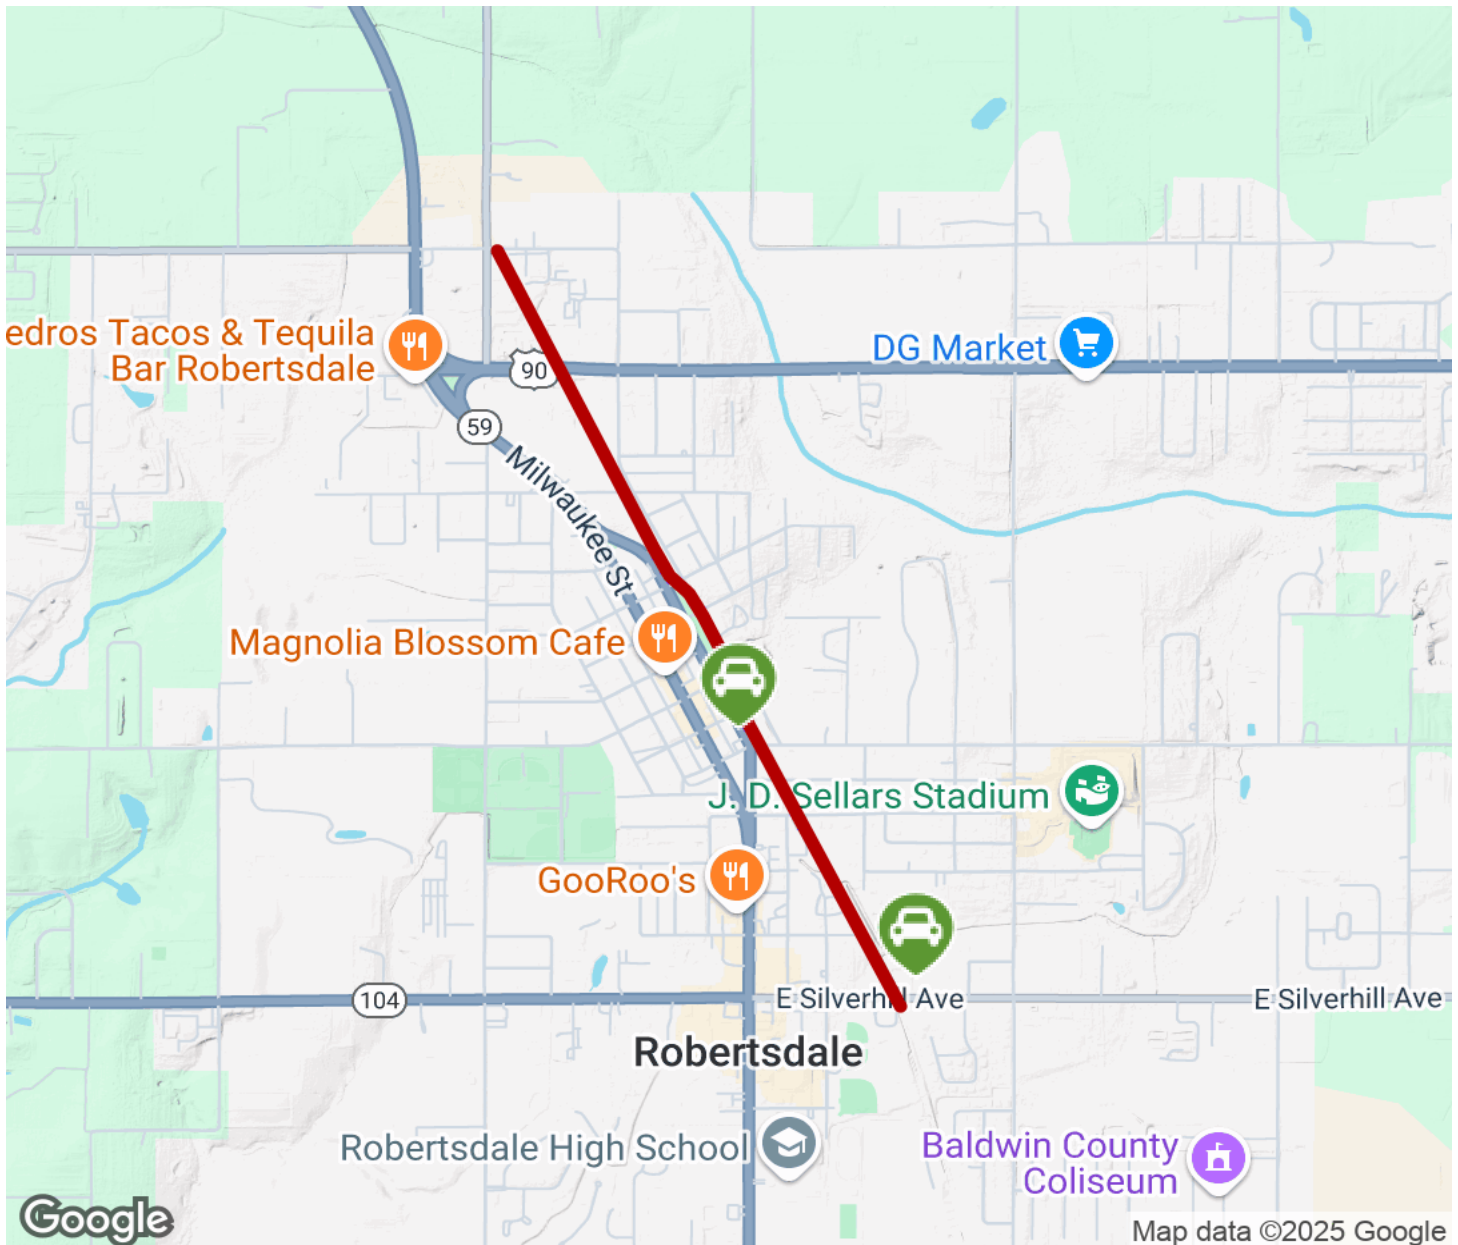 edros Tacos & Tequila
Bar Robertsdale
90
DG Market
59
Milwaukee St
Magnolia Blossom Cafe
J. D. Sellars Stadium
GooRoo's
104
E Silverhill Ave
E Silverhill Ave
Robertsdale
Robertsdale High School
Baldwin County
Coliseum
Google
Map data ©2025 Google